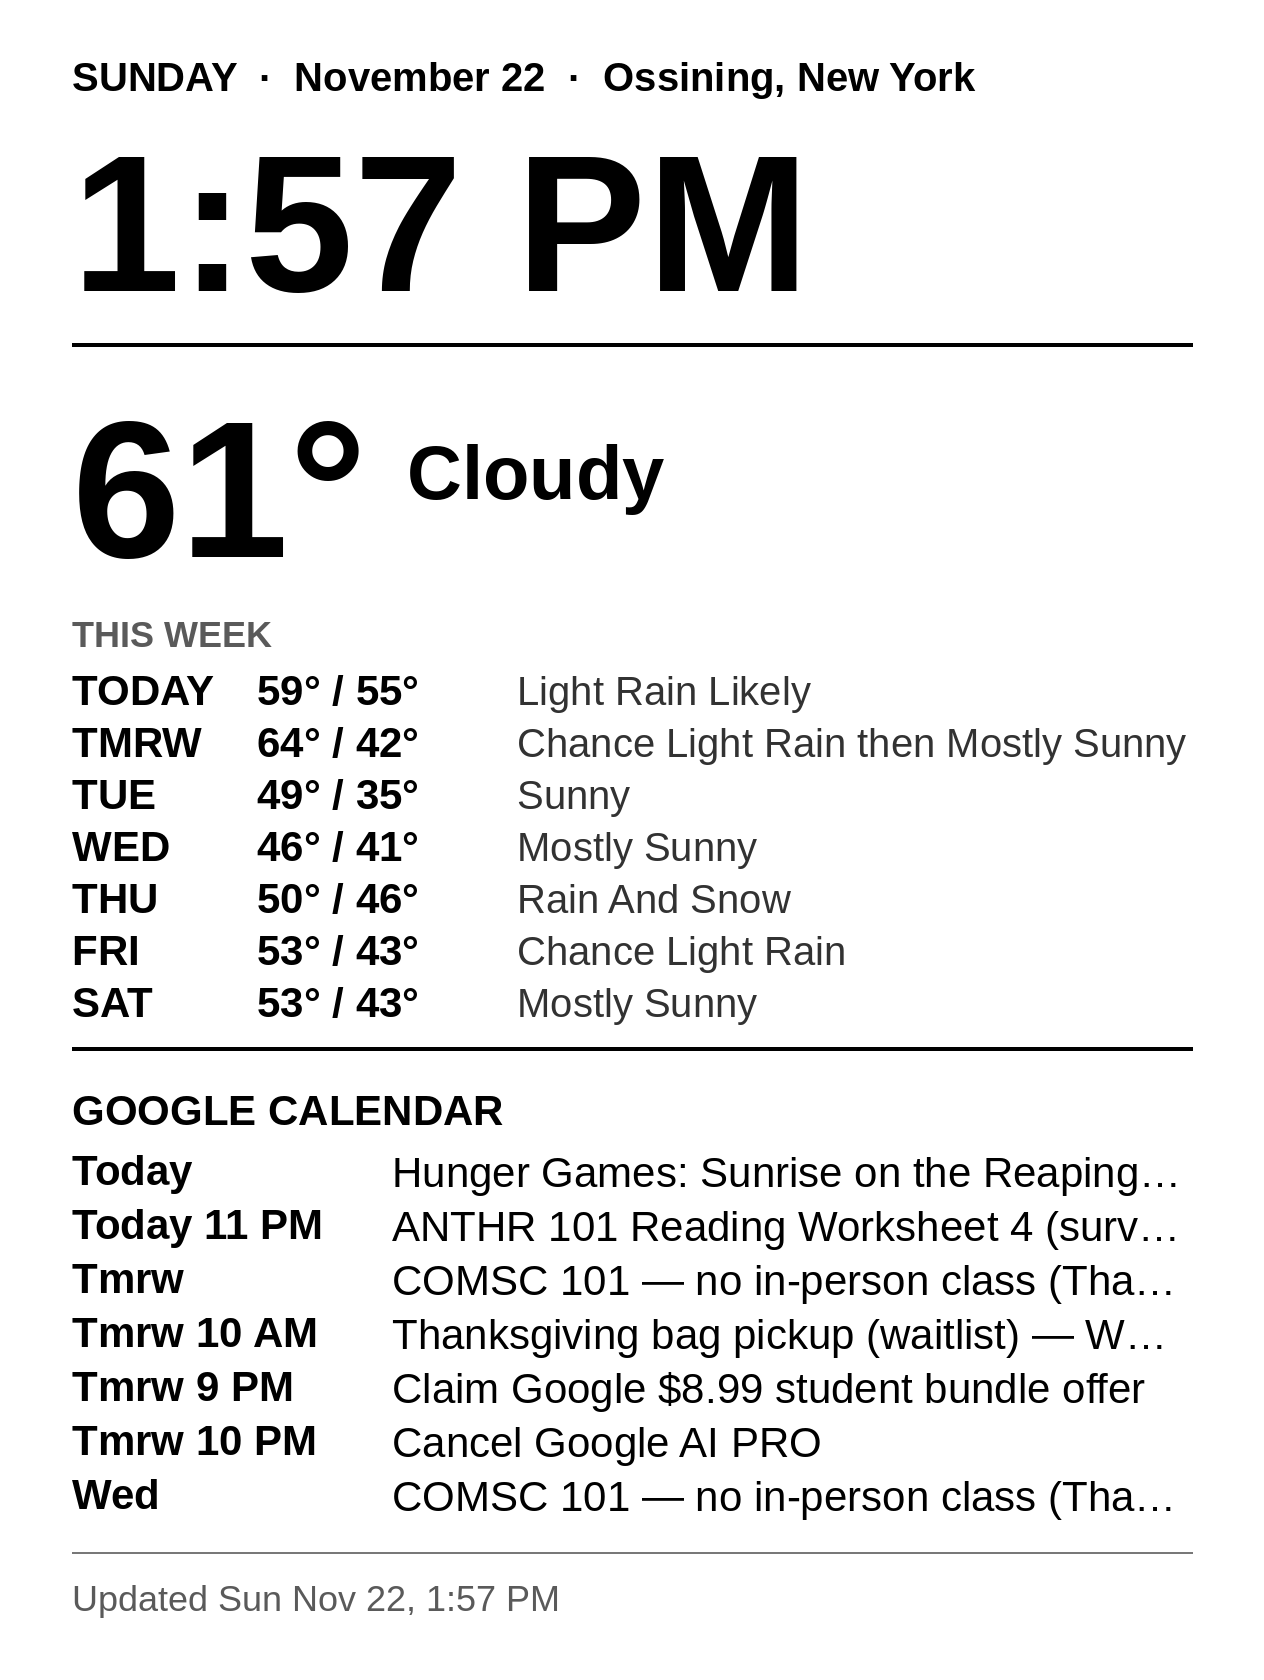 SUNDAY · November 22 · Ossining, New York
1:57 PM
61° Cloudy
THIS WEEK
TODAY 59° / 55° Light Rain Likely
TMRW 64° / 42° Chance Light Rain then Mostly Sunny
TUE 49° / 35° Sunny
WED 46° / 41° Mostly Sunny
THU 50° / 46° Rain And Snow
FRI 53° / 43° Chance Light Rain
SAT 53° / 43° Mostly Sunny
GOOGLE CALENDAR
Today Hunger Games: Sunrise on the Reaping…
Today 11 PM ANTHR 101 Reading Worksheet 4 (surv…
Tmrw COMSC 101 — no in-person class (Tha…
Tmrw 10 AM Thanksgiving bag pickup (waitlist) — W…
Tmrw 9 PM Claim Google $8.99 student bundle offer
Tmrw 10 PM Cancel Google AI PRO
Wed COMSC 101 — no in-person class (Tha…
Updated Sun Nov 22, 1:57 PM